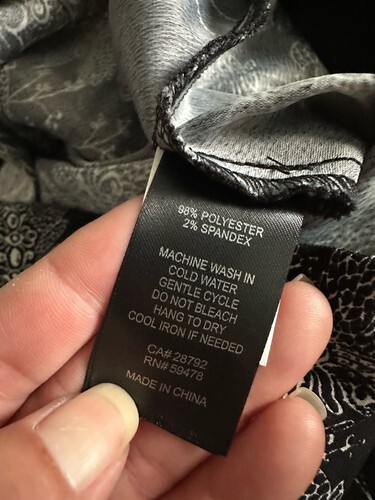 98% POLYESTER
2% SPANDEX
MACHINE WASH IN
COLD WATER
GENTLE CYCLE
DO NOT BLEACH
HANG TO DRY
COOL IRON IF NEEDED
CA# 28792
RN# 59478
MADE IN CHINA